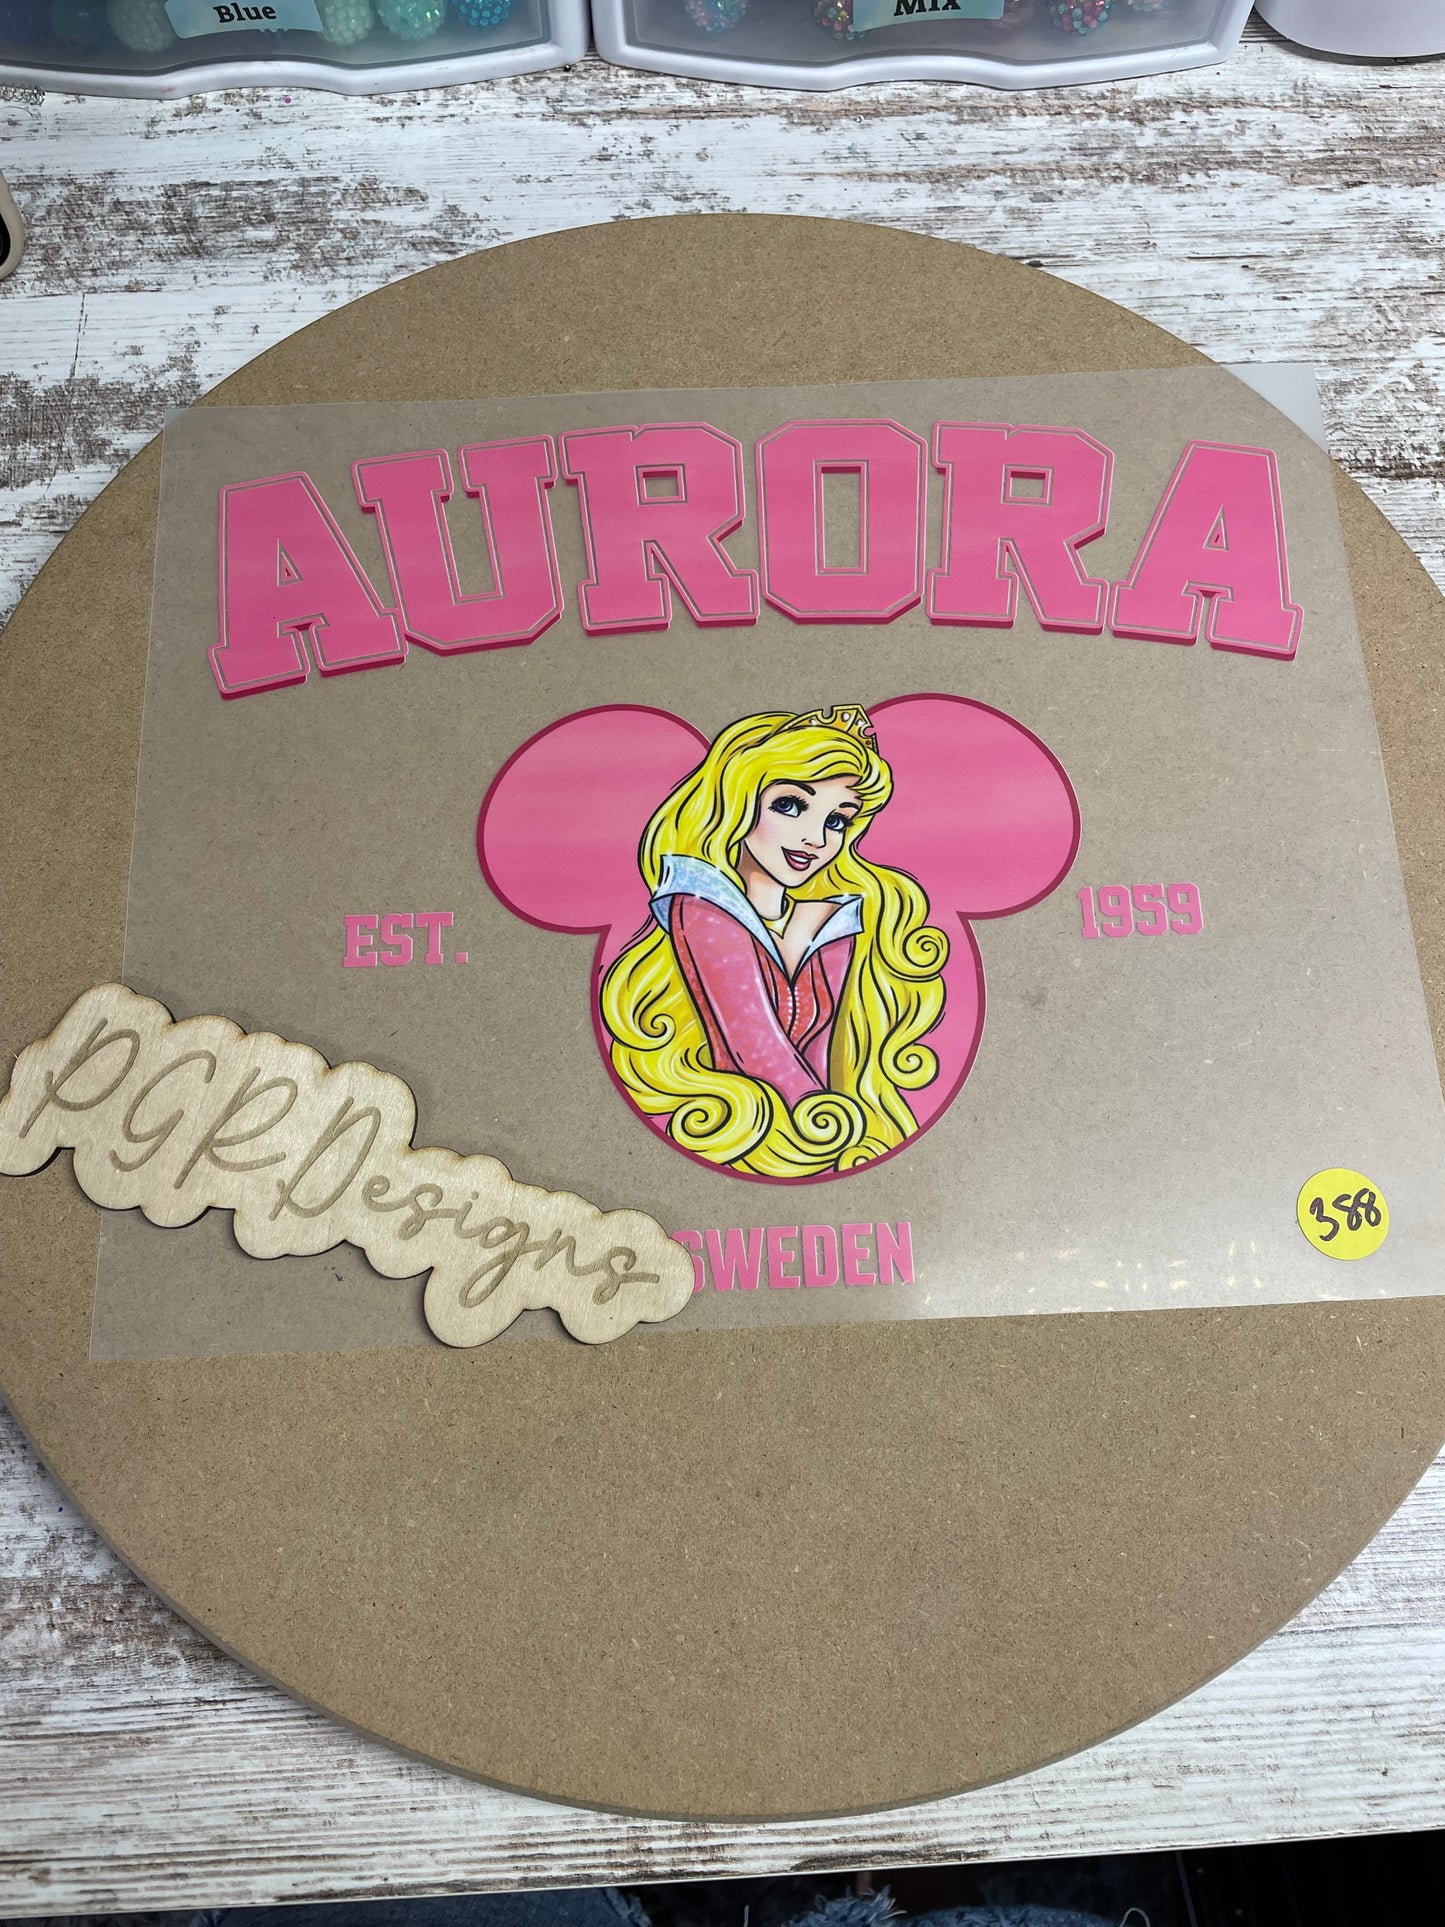 Blue
Mix
AURORA
EST.
1959
PGRDesigns
SWEDEN
388